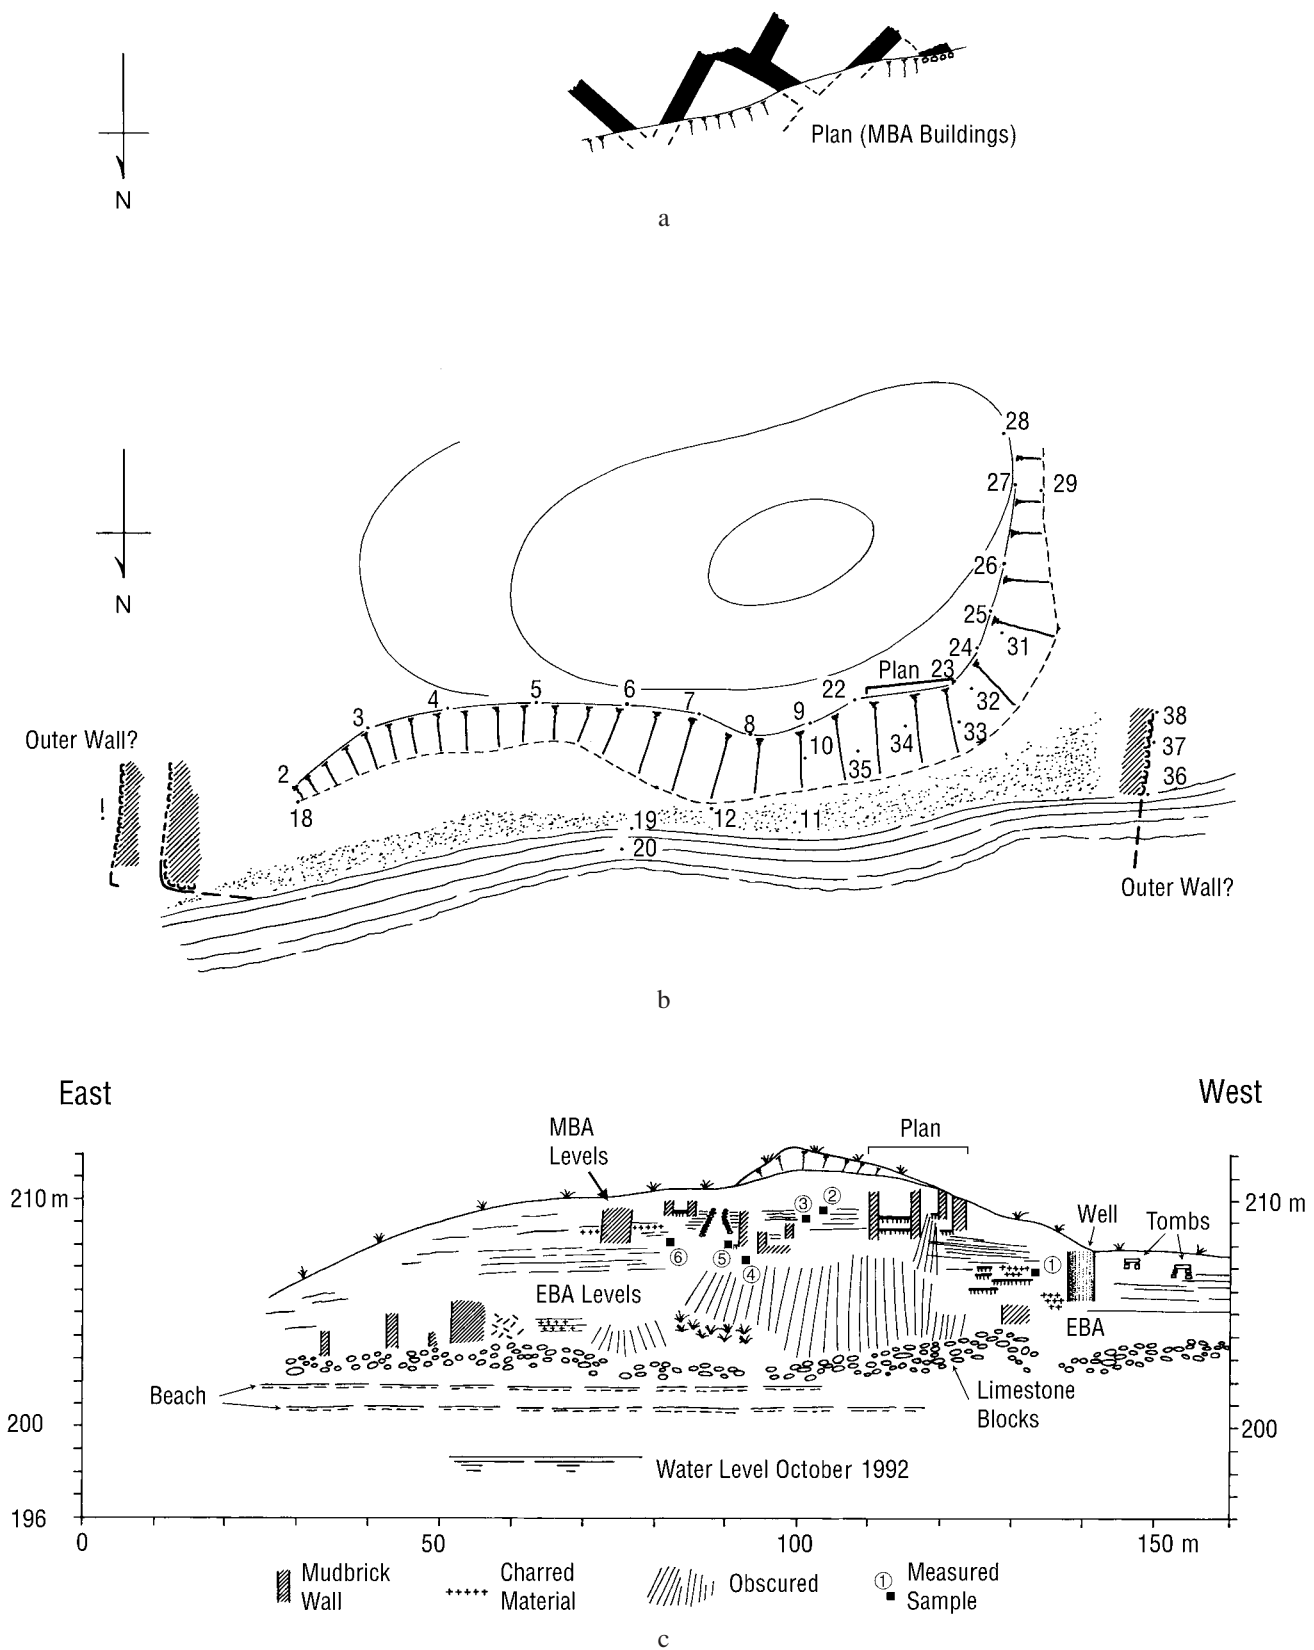 N
Plan (MBA Buildings)
a
28
27
29
26
25
31
24
Plan
23
22
32
33
34
35
10
9
8
7
6
5
4
3
2
18
Outer Wall?
!
38
37
36
19
12
11
20
Outer Wall?
N
b
East
West
MBA
Levels
Plan
210 m
210 m
Well
Tombs
③
②
①
⑥
⑤
④
EBA Levels
EBA
Beach
Limestone
Blocks
200
200
Water Level October 1992
196
0
50
100
150 m
Mudbrick
Wall
Charred
Material
Obscured
① Measured
Sample
c